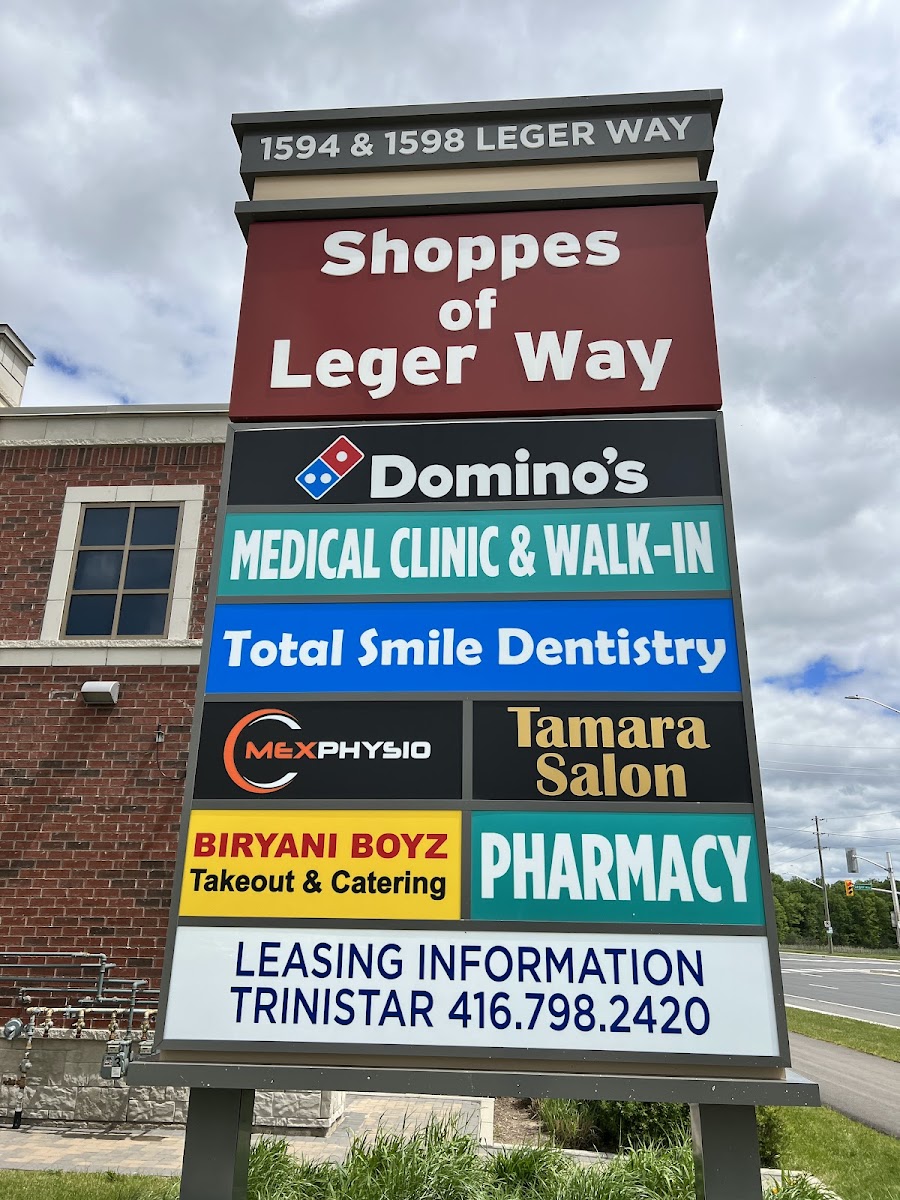 1594 & 1598 LEGER WAY
Shoppes
of
Leger Way
Domino's
MEDICAL CLINIC & WALK-IN
Total Smile Dentistry
MEXPHYSIO
Tamara
Salon
BIRYANI BOYZ
Takeout & Catering
PHARMACY
LEASING INFORMATION
TRINISTAR 416.798.2420